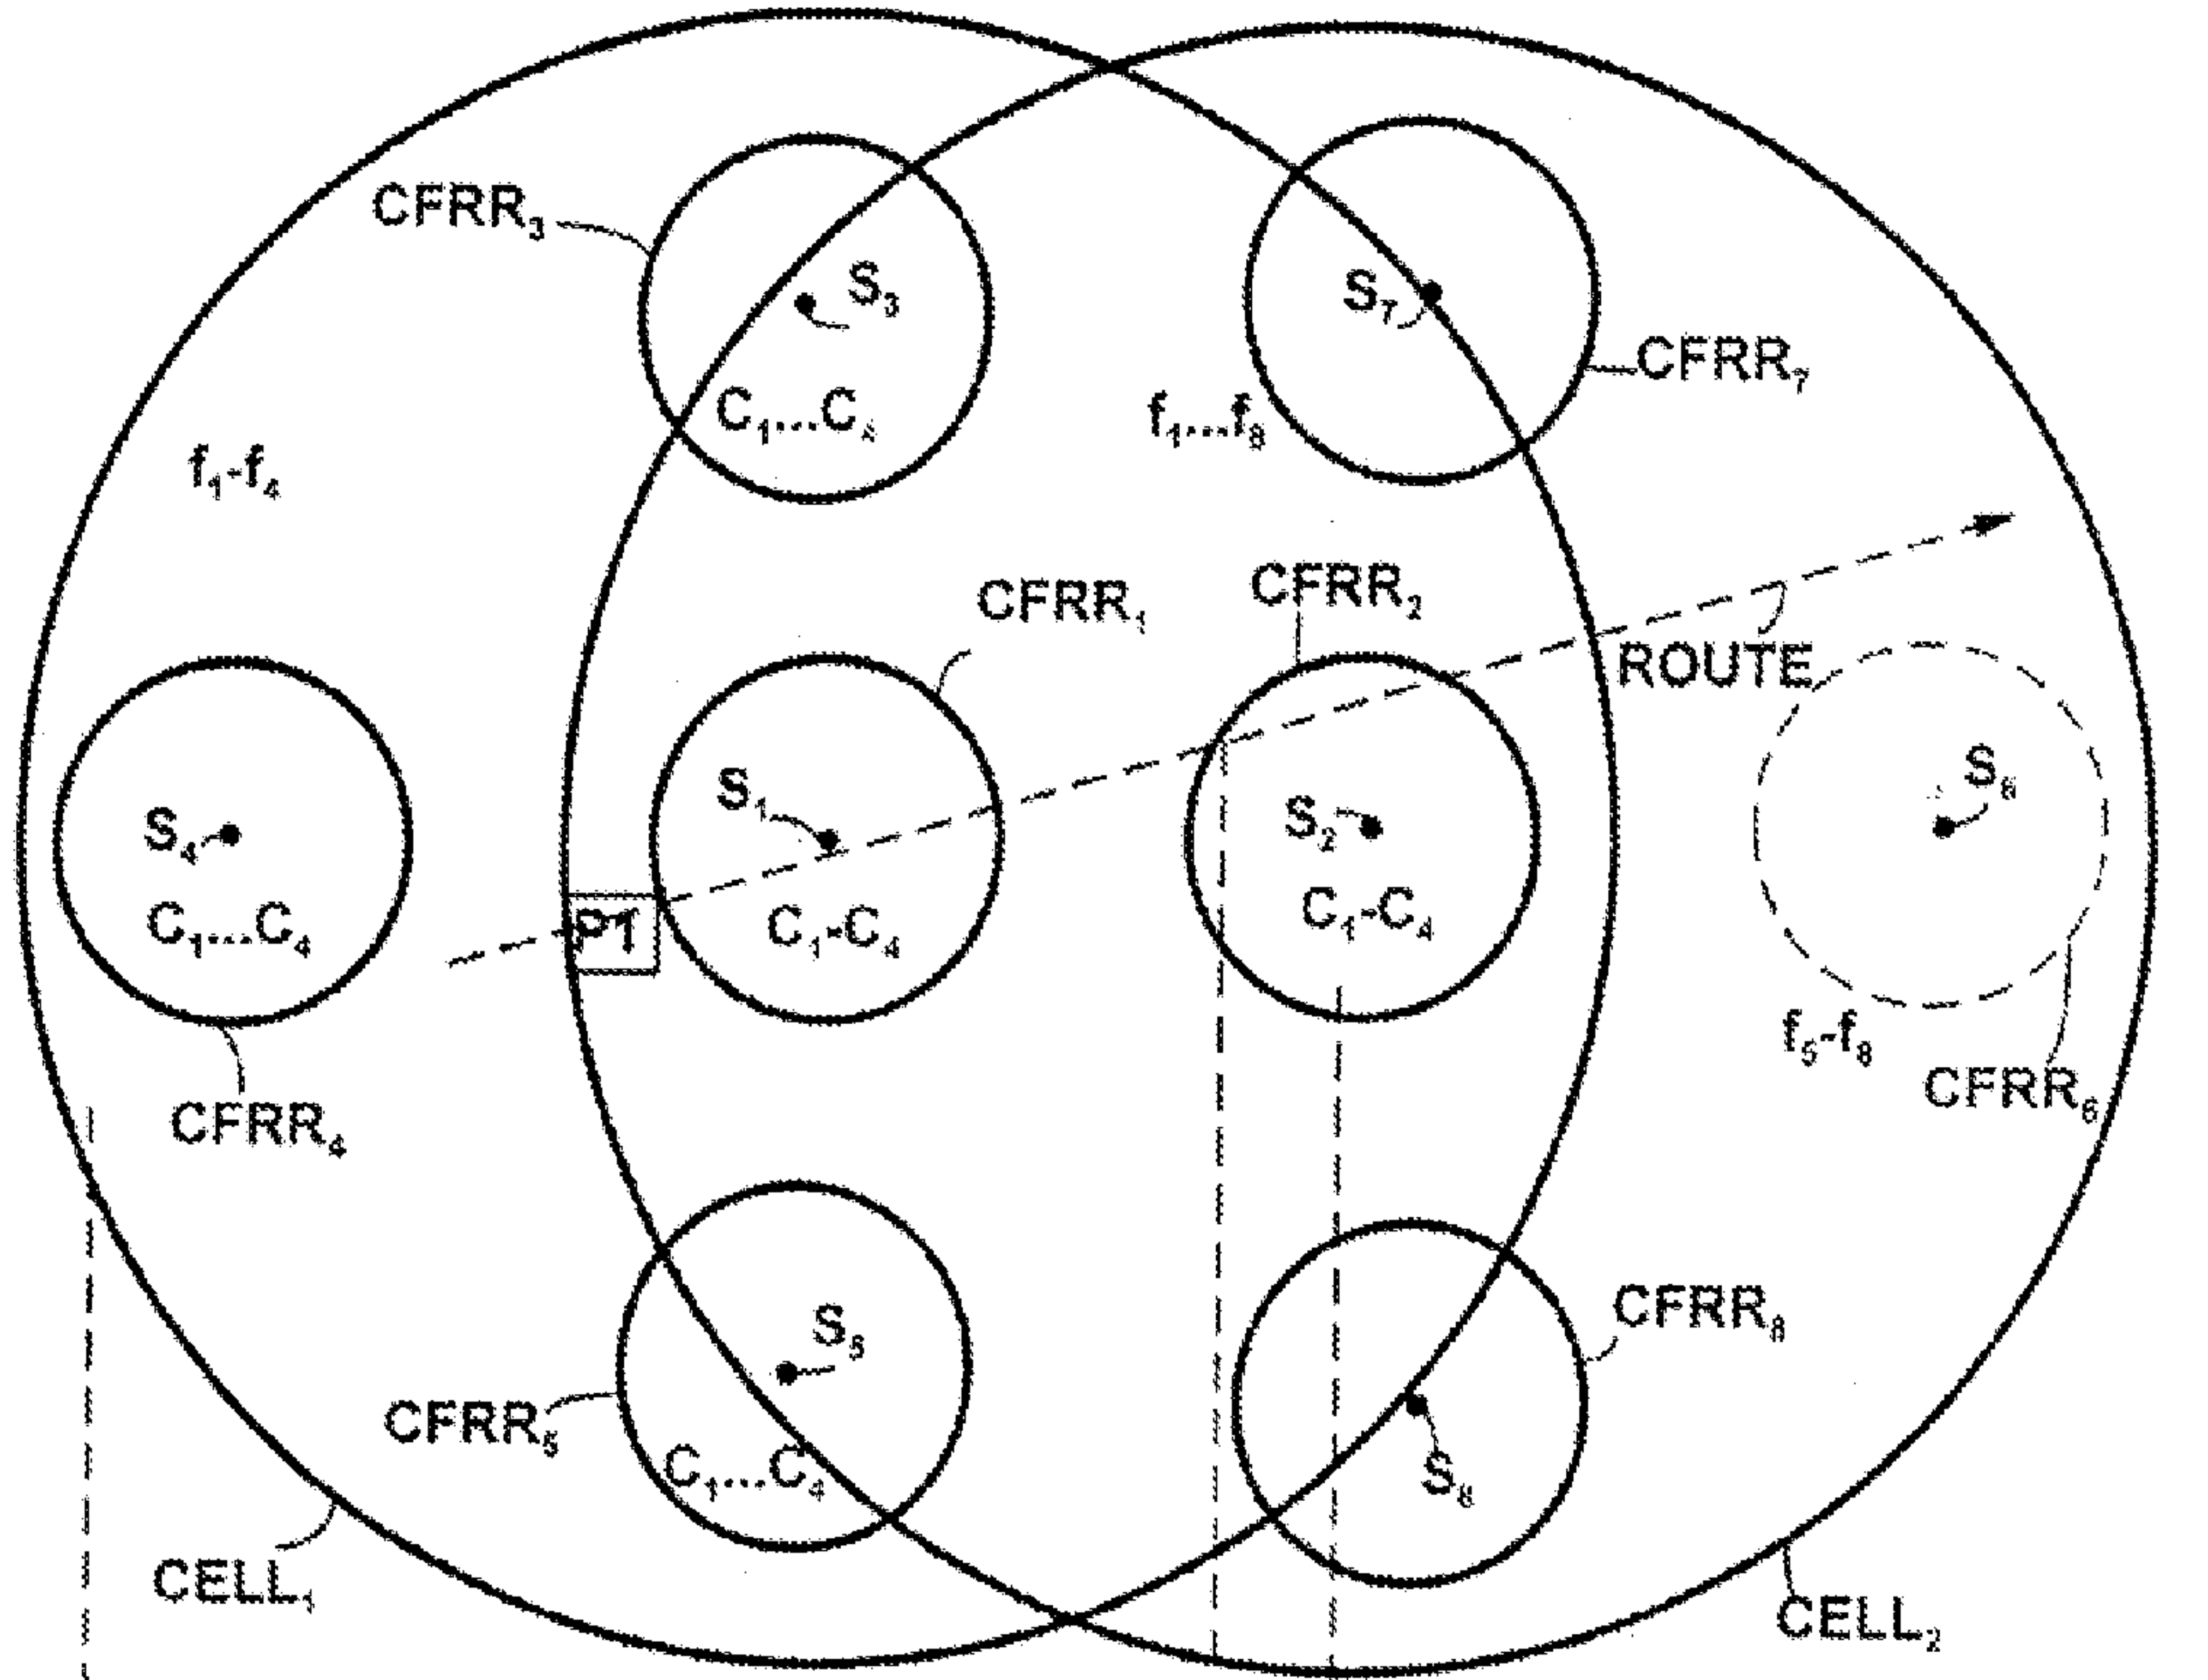 CFRR₃
S₃
S₇
CFRR₇
C₁...C₄
f₁...f₈
f₁-f₄
CFRR₁
CFRR₂
ROUTE
S₁
S₂
S₆
S₄
P1
C₁...C₄
C₁-C₄
C₁-C₄
f₅-f₈
CFRR₆
CFRR₄
S₅
CFRR₈
CFRR₅
C₁...C₄
S₈
CELL₁
CELL₂